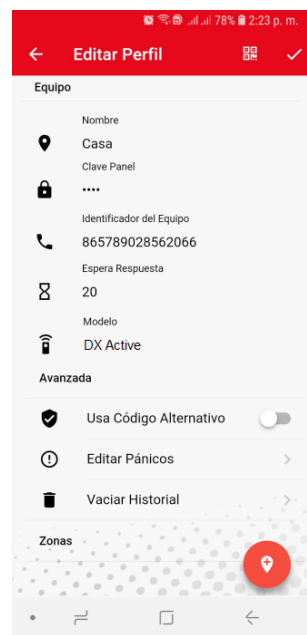 78% 2:23 p. m.
Editar Perfil
Equipo
Nombre
Casa
Clave Panel
••••
Identificador del Equipo
865789028562066
Espera Respuesta
20
Modelo
DX Active
Avanzada
Usa Código Alternativo
Editar Pánicos
Vaciar Historial
Zonas